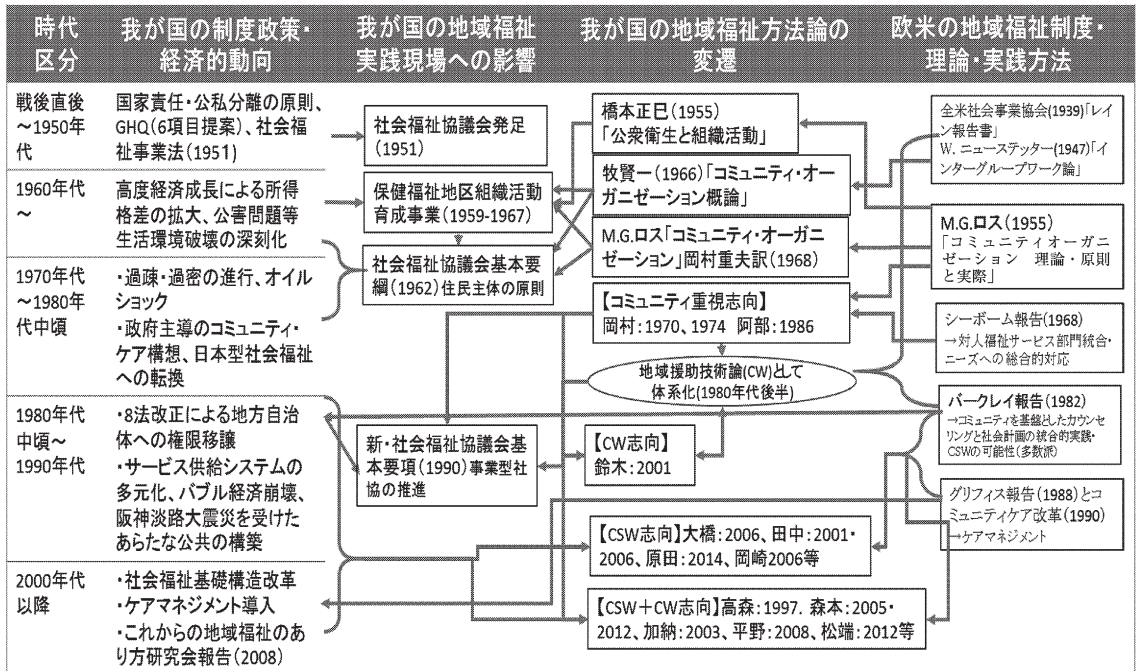 時代
区分
我が国の制度政策・
経済的動向
我が国の地域福祉
実践現場への影響
我が国の地域福祉方法論の
変遷
欧米の地域福祉制度・
理論・実践方法
戦後直後
～1950年
代
国家責任・公私分離の原則、
GHQ(6項目提案)、社会福
祉事業法(1951)
1960年代
～
高度経済成長による所得
格差の拡大、公害問題等
生活環境破壊の深刻化
1970年代
～1980年
代中頃
・過疎・過密の進行、オイル
ショック
・政府主導のコミュニティ・
ケア構想、日本型社会福祉
への転換
1980年代
中頃～
1990年代
・8法改正による地方自治
体への権限移譲
・サービス供給システムの
多元化、バブル経済崩壊、
阪神淡路大震災を受けた
あらたな公共の構築
2000年代
以降
・社会福祉基礎構造改革
・ケアマネジメント導入
・これからの地域福祉のあ
り方研究会報告(2008)
社会福祉協議会発足
(1951)
保健福祉地区組織活動
育成事業(1959-1967)
社会福祉協議会基本要
綱(1962)住民主体の原則
新・社会福祉協議会基
本要項(1990)事業型社
協の推進
橋本正巳(1955)
「公衆衛生と組織活動」
牧賢一(1966)「コミュニティ・オー
ガニゼーション概論」
M.G.ロス「コミュニティ・オーガニ
ゼーション」岡村重夫訳(1968)
【コミュニティ重視志向】
岡村：1970、1974 阿部：1986
地域援助技術論(CW)として
体系化(1980年代後半)
【CW志向】
鈴木：2001
【CSW志向】大橋：2006、田中：2001・
2006、原田：2014、岡崎2006等
【CSW＋CW志向】高森：1997. 森本：2005・
2012、加納：2003、平野：2008、松端：2012等
全米社会事業協会(1939)「レイ
ン報告書」
W. ニューステッター(1947)「イ
ンターグループワーク論」
M.G.ロス(1955)
「コミュニティオーガニ
ゼーション 理論・原則
と実際」
シーボーム報告(1968)
→対人福祉サービス部門統合・
ニーズへの総合的対応
バークレイ報告(1982)
→コミュニティを基盤としたカウンセ
リングと社会計画の統合的実践・
CSWの可能性(多数派)
グリフィス報告(1988)とコ
ミュニティケア改革(1990)
→ケアマネジメント